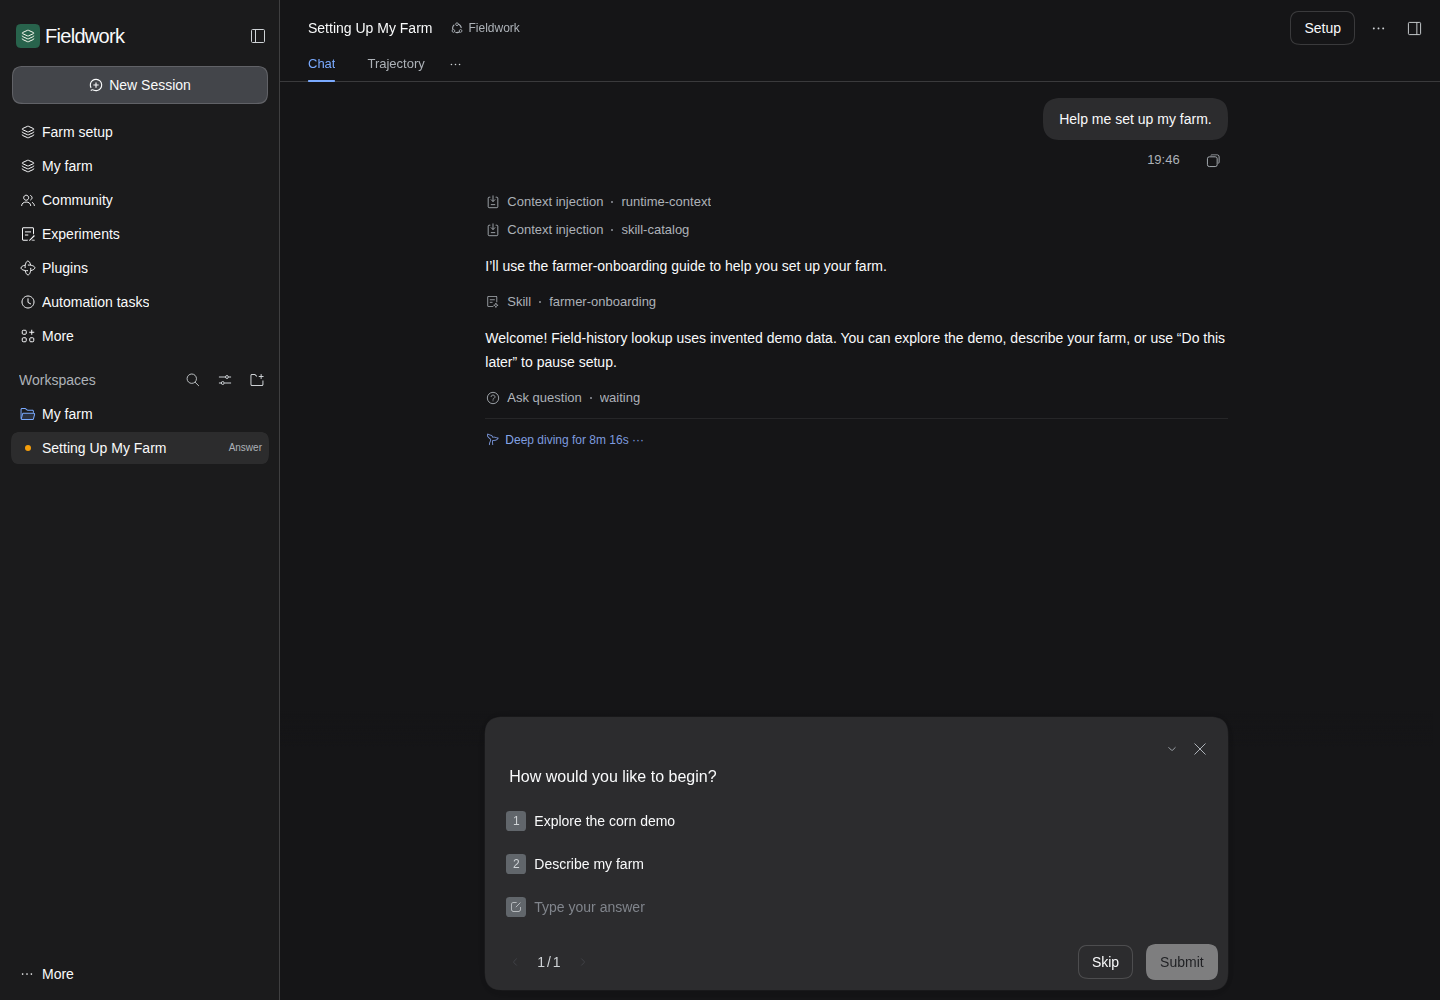 Fieldwork
New Session
Farm setup
My farm
Community
Experiments
Plugins
Automation tasks
More
Workspaces
My farm
Setting Up My Farm Answer
More
Setting Up My Farm Fieldwork
Setup
Chat Trajectory
Help me set up my farm.
19:46
Context injection · runtime-context
Context injection · skill-catalog
I’ll use the farmer-onboarding guide to help you set up your farm.
Skill · farmer-onboarding
Welcome! Field-history lookup uses invented demo data. You can explore the demo, describe your farm, or use “Do this
later” to pause setup.
Ask question · waiting
Deep diving for 8m 16s ···
How would you like to begin?
1 Explore the corn demo
2 Describe my farm
Type your answer
1 / 1
Skip Submit